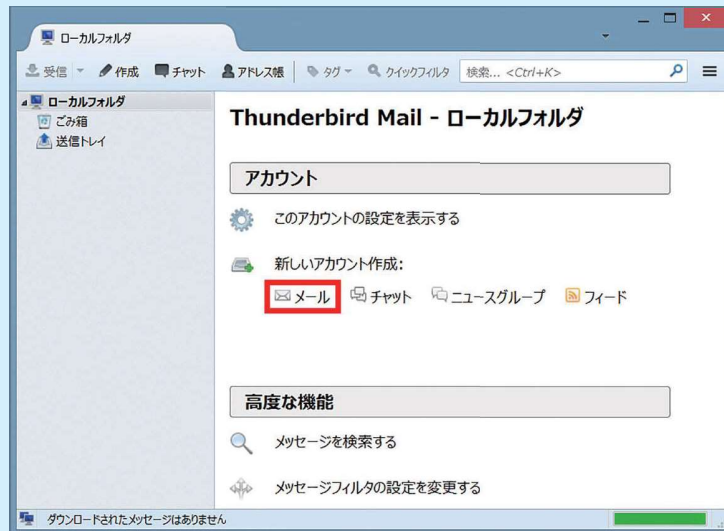 ローカルフォルダ
受信 作成 チャット アドレス帳 タグ クイックフィルタ 検索... <Ctrl+K>
ローカルフォルダ
ごみ箱
送信トレイ
Thunderbird Mail - ローカルフォルダ
アカウント
このアカウントの設定を表示する
新しいアカウント作成:
メール チャット ニュースグループ フィード
高度な機能
メッセージを検索する
メッセージフィルタの設定を変更する
ダウンロードされたメッセージはありません